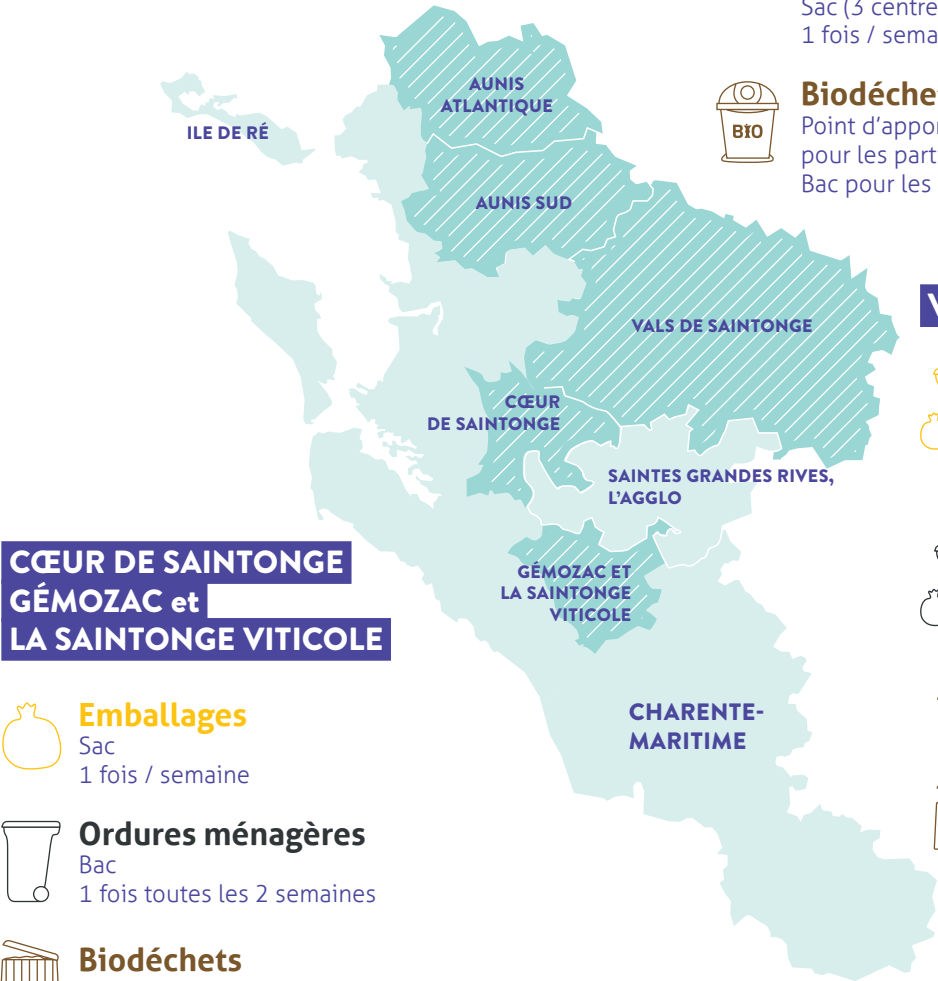 Sac (3 centre
1 fois / sema
BIO
Biodéche
Point d'appor
pour les part
Bac pour les
AUNIS
ATLANTIQUE
ILE DE RÉ
AUNIS SUD
VALS DE SAINTONGE
V
CŒUR
DE SAINTONGE
SAINTES GRANDES RIVES,
L'AGGLO
GÉMOZAC ET
LA SAINTONGE
VITICOLE
CHARENTE-
MARITIME
CŒUR DE SAINTONGE
GÉMOZAC et
LA SAINTONGE VITICOLE
Emballages
Sac
1 fois / semaine
Ordures ménagères
Bac
1 fois toutes les 2 semaines
Biodéchets